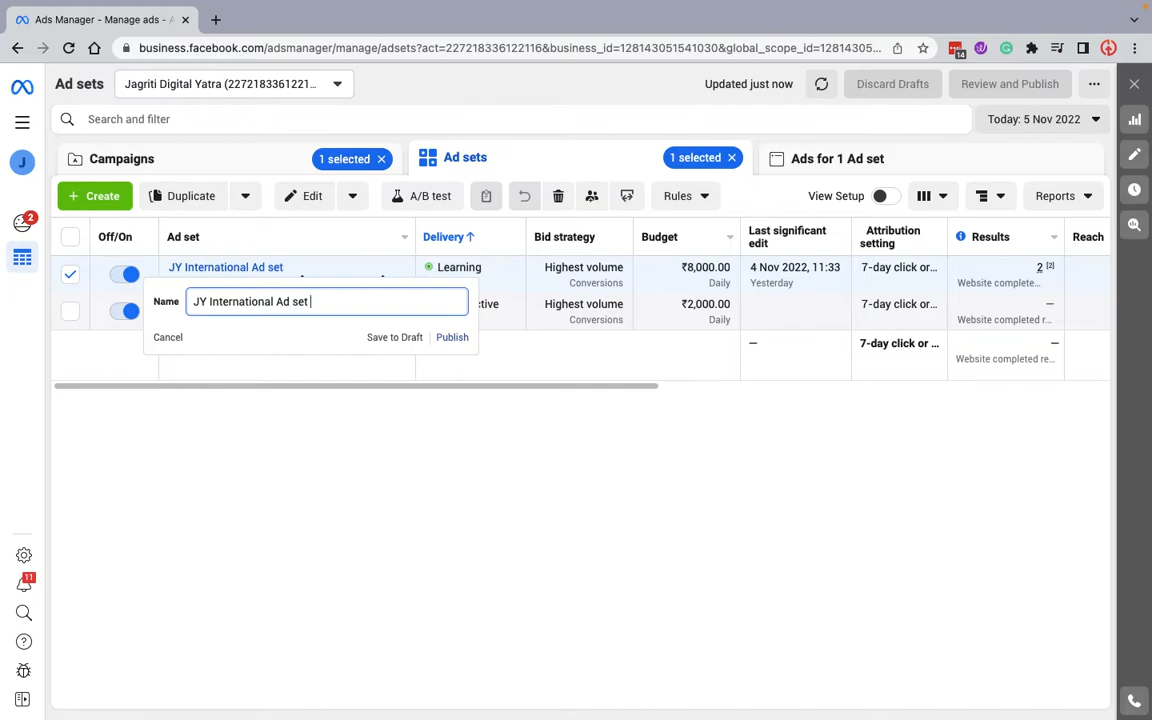 Ads Manager - Manage ads - A
business.facebook.com/adsmanager/manage/adsets?act=227218336122116&business_id=128143051541030&global_scope_id=12814305...
14
Ad sets
Jagriti Digital Yatra (22721833661221...
Updated just now
Discard Drafts
Review and Publish
J
Search and filter
Today: 5 Nov 2022
Campaigns
1 selected
Ad sets
1 selected
Ads for 1 Ad set
+ Create
Duplicate
Edit
A/B test
Rules
View Setup
Reports
2
Off/On
Ad set
Delivery ↑
Bid strategy
Budget
Last significant
edit
Attribution
setting
Results
Reach
JY International Ad set
Learning
Highest volume
Conversions
₹8,000.00
Daily
4 Nov 2022, 11:33
Yesterday
7-day click or...
2 [2]
Website complete...
Name
JY International Ad set
ctive
Highest volume
Conversions
₹2,000.00
Daily
7-day click or...
—
Website completed r...
Cancel
Save to Draft
Publish
—
7-day click or ...
—
Website completed re...
11